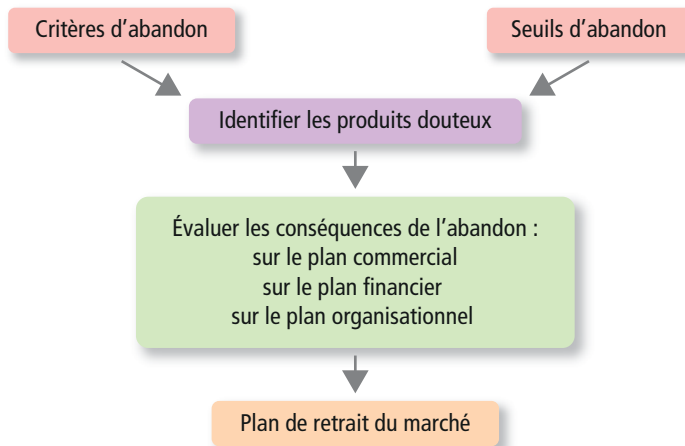 Critères d'abandon
Seuils d'abandon
Identifier les produits douteux
Évaluer les conséquences de l'abandon :
sur le plan commercial
sur le plan financier
sur le plan organisationnel
Plan de retrait du marché